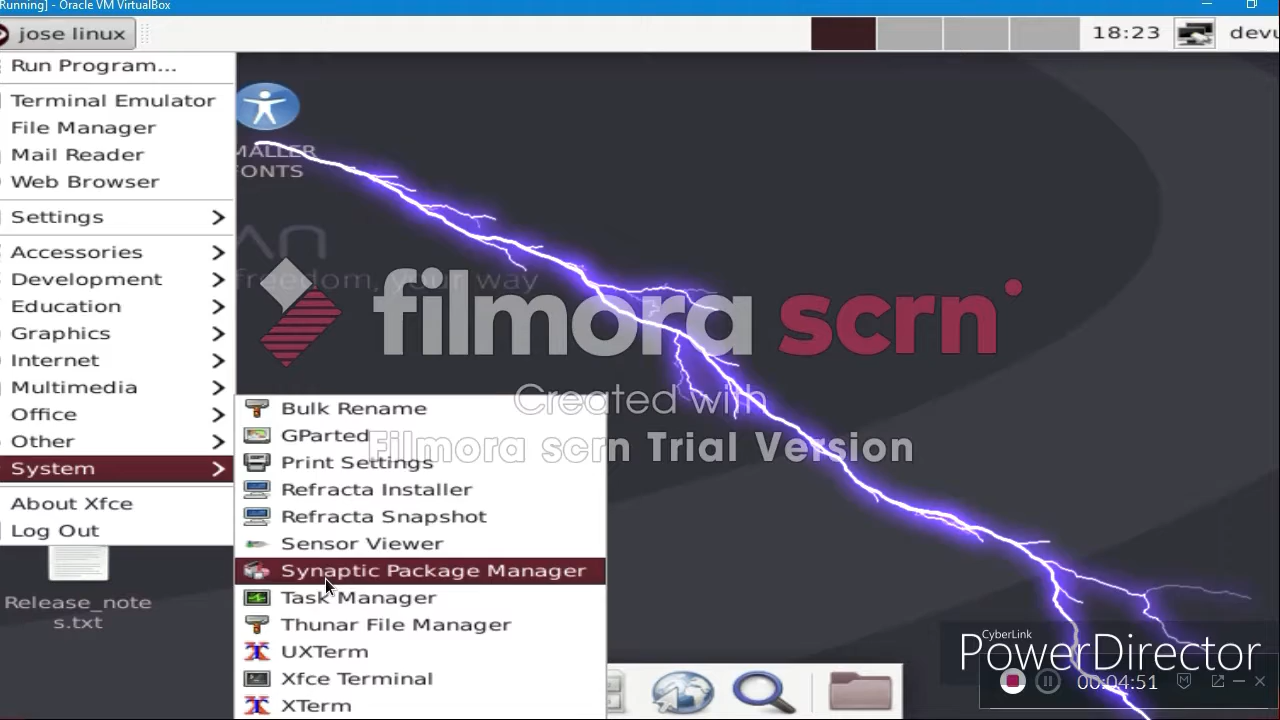 Running] - Oracle VM VirtualBox
jose linux
18:23
Run Program...
Terminal Emulator
File Manager
Mail Reader
Web Browser
Settings
Accessories
Development
Education
Graphics
Internet
Multimedia
Office
Other
System
About Xfce
Log Out
Bulk Rename
GParted
Print Settings
Refracta Installer
Refracta Snapshot
Sensor Viewer
Synaptic Package Manager
Task Manager
Thunar File Manager
UXTerm
Xfce Terminal
XTerm
MALLER
FONTS
freedom, your way
filmora scrn
Created with
Filmora scrn Trial Version
Release_note
s.txt
CyberLink
PowerDirector
00:04:51